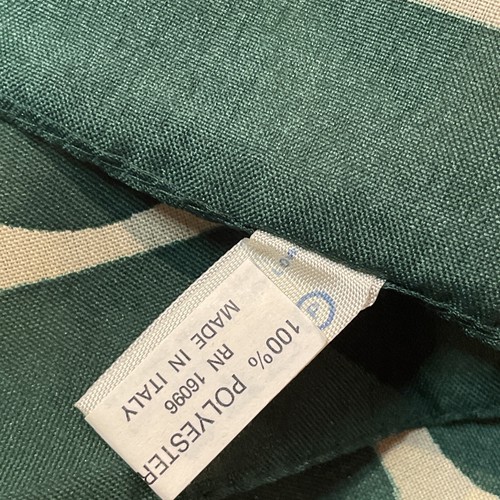 100% POLYESTER
RN 16096
MADE IN ITALY
P